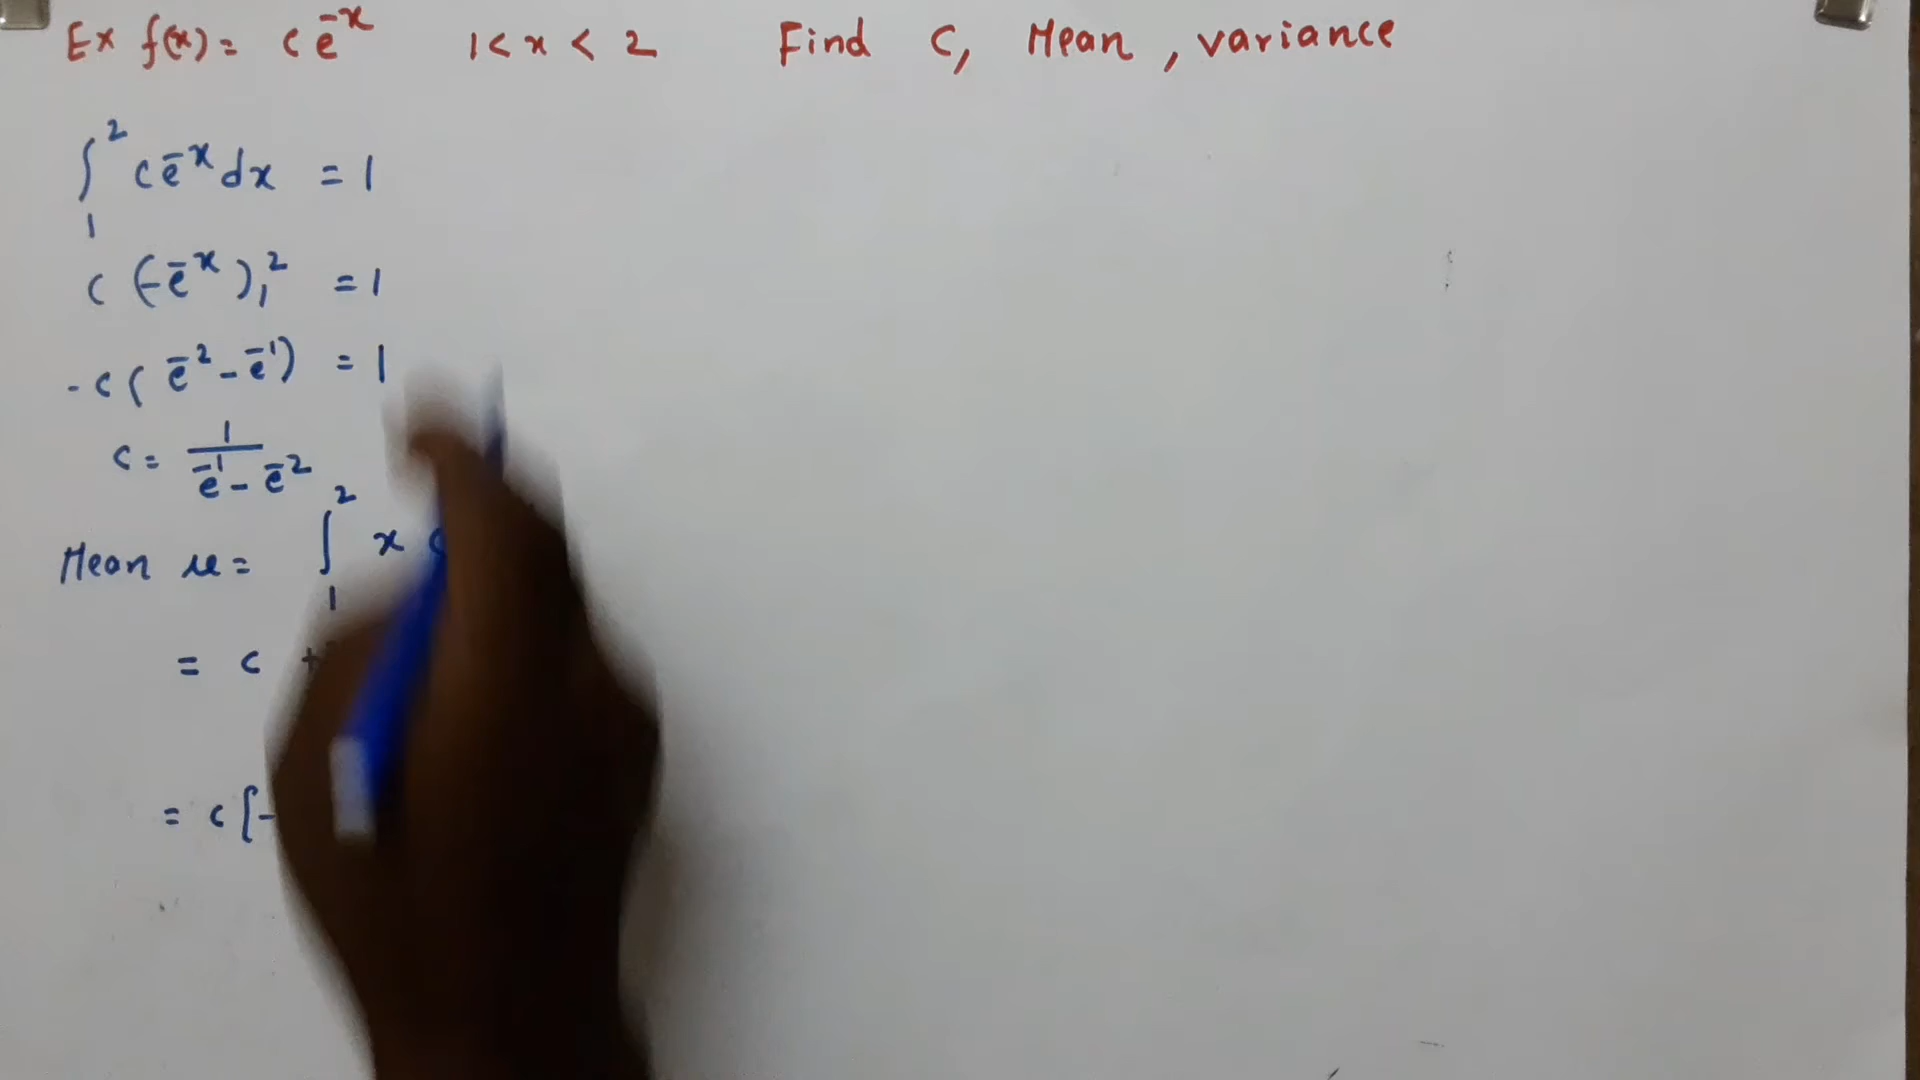 Ex f(x) = c e^-x 1 < x < 2 Find C, Mean, variance
∫_1^2 c e^-x dx = 1
c (-e^-x)_1^2 = 1
-c (e^-2 - e^-1) = 1
c = 1/(e^-1 - e^-2)
Mean μ = ∫_1^2 x
= c +
= c [-